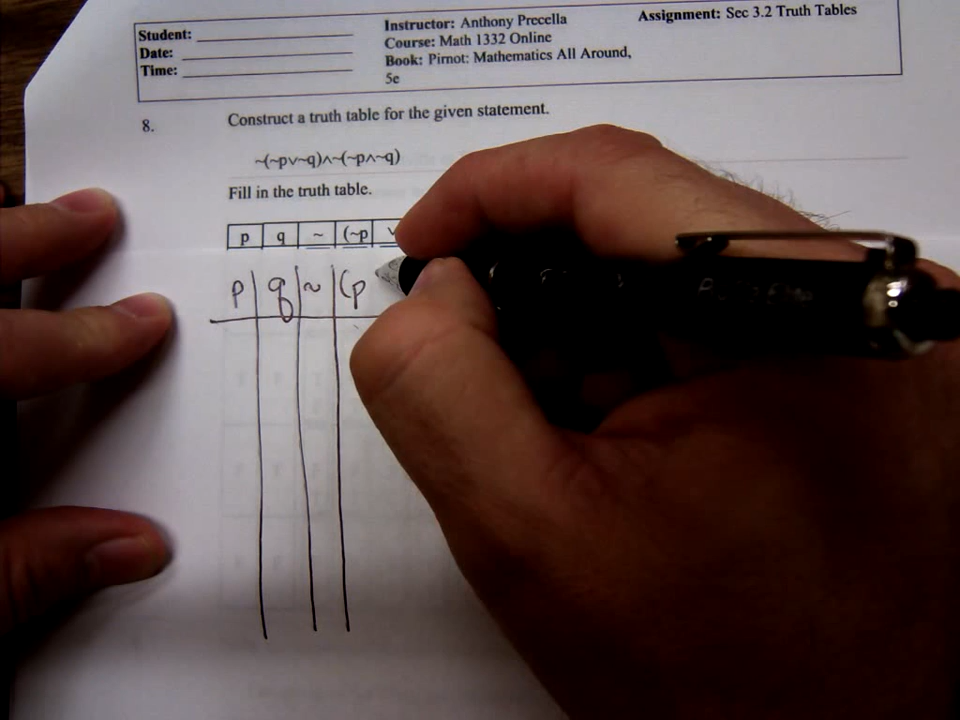 Student: Instructor: Anthony Precella Assignment: Sec 3.2 Truth Tables
Date: Course: Math 1332 Online
Time: Book: Pirnot: Mathematics All Around,
5e
8. Construct a truth table for the given statement.
~(~p∨~q)∧~(~p∧~q)
Fill in the truth table.
p q ~ (~p ∨
p q ~ (p